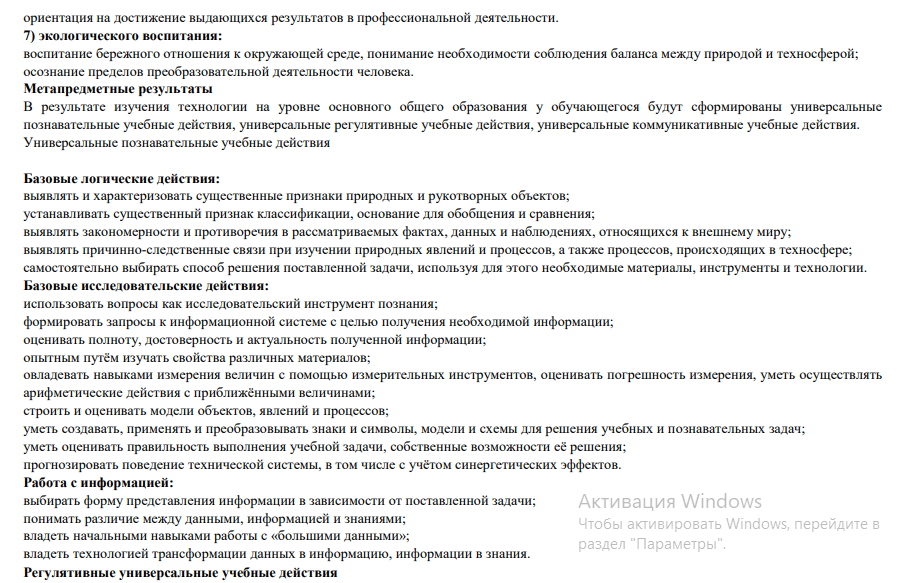 ориентация на достижение выдающихся результатов в профессиональной деятельности.
7) экологического воспитания:
воспитание бережного отношения к окружающей среде, понимание необходимости соблюдения баланса между природой и техносферой;
осознание пределов преобразовательной деятельности человека.
Метапредметные результаты
В результате изучения технологии на уровне основного общего образования у обучающегося будут сформированы универсальные
познавательные учебные действия, универсальные регулятивные учебные действия, универсальные коммуникативные учебные действия.
Универсальные познавательные учебные действия
Базовые логические действия:
выявлять и характеризовать существенные признаки природных и рукотворных объектов;
устанавливать существенный признак классификации, основание для обобщения и сравнения;
выявлять закономерности и противоречия в рассматриваемых фактах, данных и наблюдениях, относящихся к внешнему миру;
выявлять причинно-следственные связи при изучении природных явлений и процессов, а также процессов, происходящих в техносфере;
самостоятельно выбирать способ решения поставленной задачи, используя для этого необходимые материалы, инструменты и технологии.
Базовые исследовательские действия:
использовать вопросы как исследовательский инструмент познания;
формировать запросы к информационной системе с целью получения необходимой информации;
оценивать полноту, достоверность и актуальность полученной информации;
опытным путём изучать свойства различных материалов;
овладевать навыками измерения величин с помощью измерительных инструментов, оценивать погрешность измерения, уметь осуществлять
арифметические действия с приближёнными величинами;
строить и оценивать модели объектов, явлений и процессов;
уметь создавать, применять и преобразовывать знаки и символы, модели и схемы для решения учебных и познавательных задач;
уметь оценивать правильность выполнения учебной задачи, собственные возможности её решения;
прогнозировать поведение технической системы, в том числе с учётом синергетических эффектов.
Работа с информацией:
выбирать форму представления информации в зависимости от поставленной задачи;
понимать различие между данными, информацией и знаниями;
владеть начальными навыками работы с «большими данными»;
владеть технологией трансформации данных в информацию, информации в знания.
Регулятивные универсальные учебные действия
Активация Windows
Чтобы активировать Windows, перейдите в
раздел "Параметры".